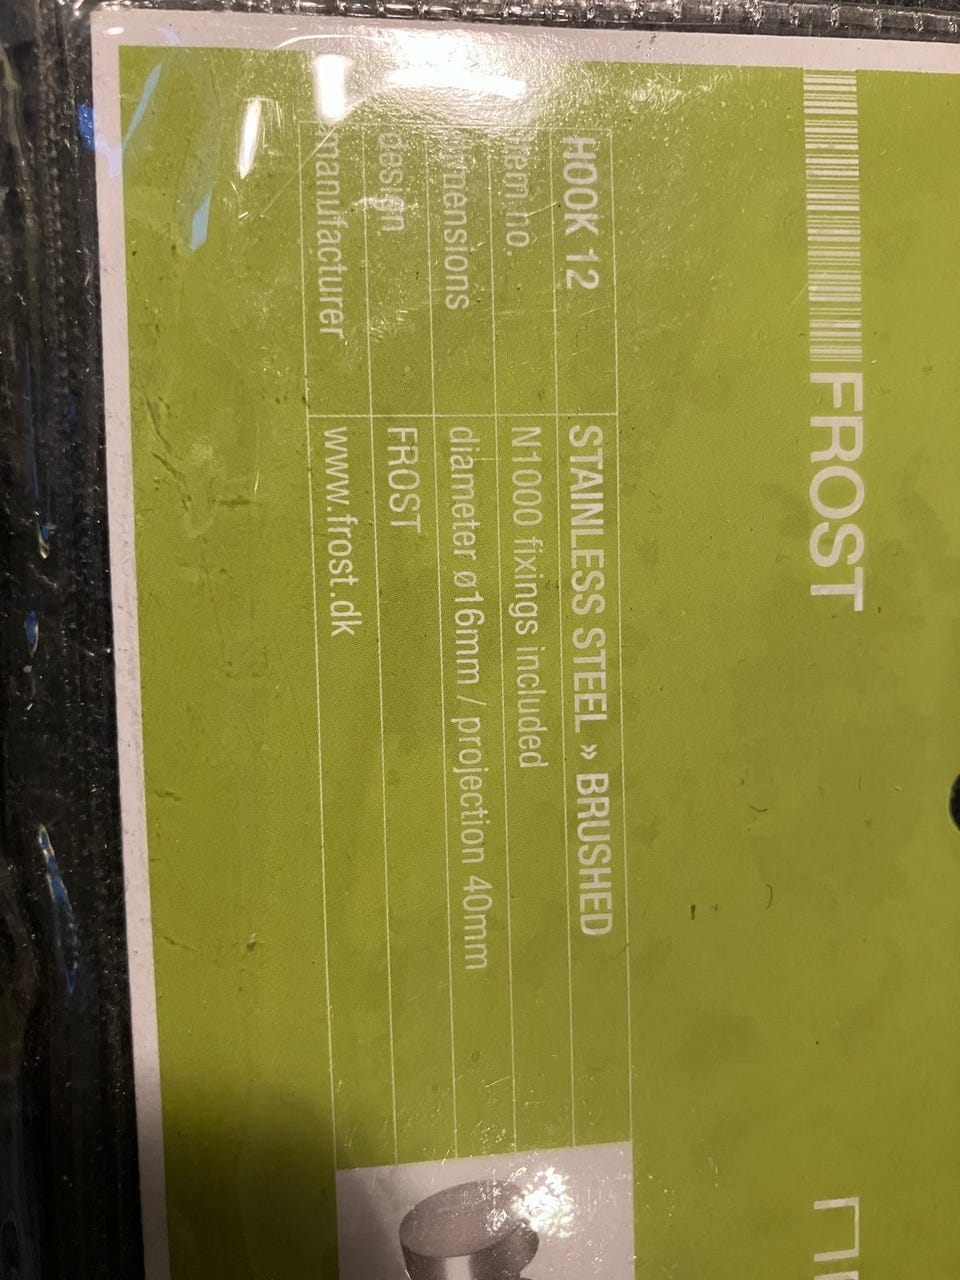 FROST
HOOK 12 STAINLESS STEEL » BRUSHED
item no. N1000 fixings included
dimensions diameter ø16mm / projection 40mm
design FROST
manufacturer www.frost.dk